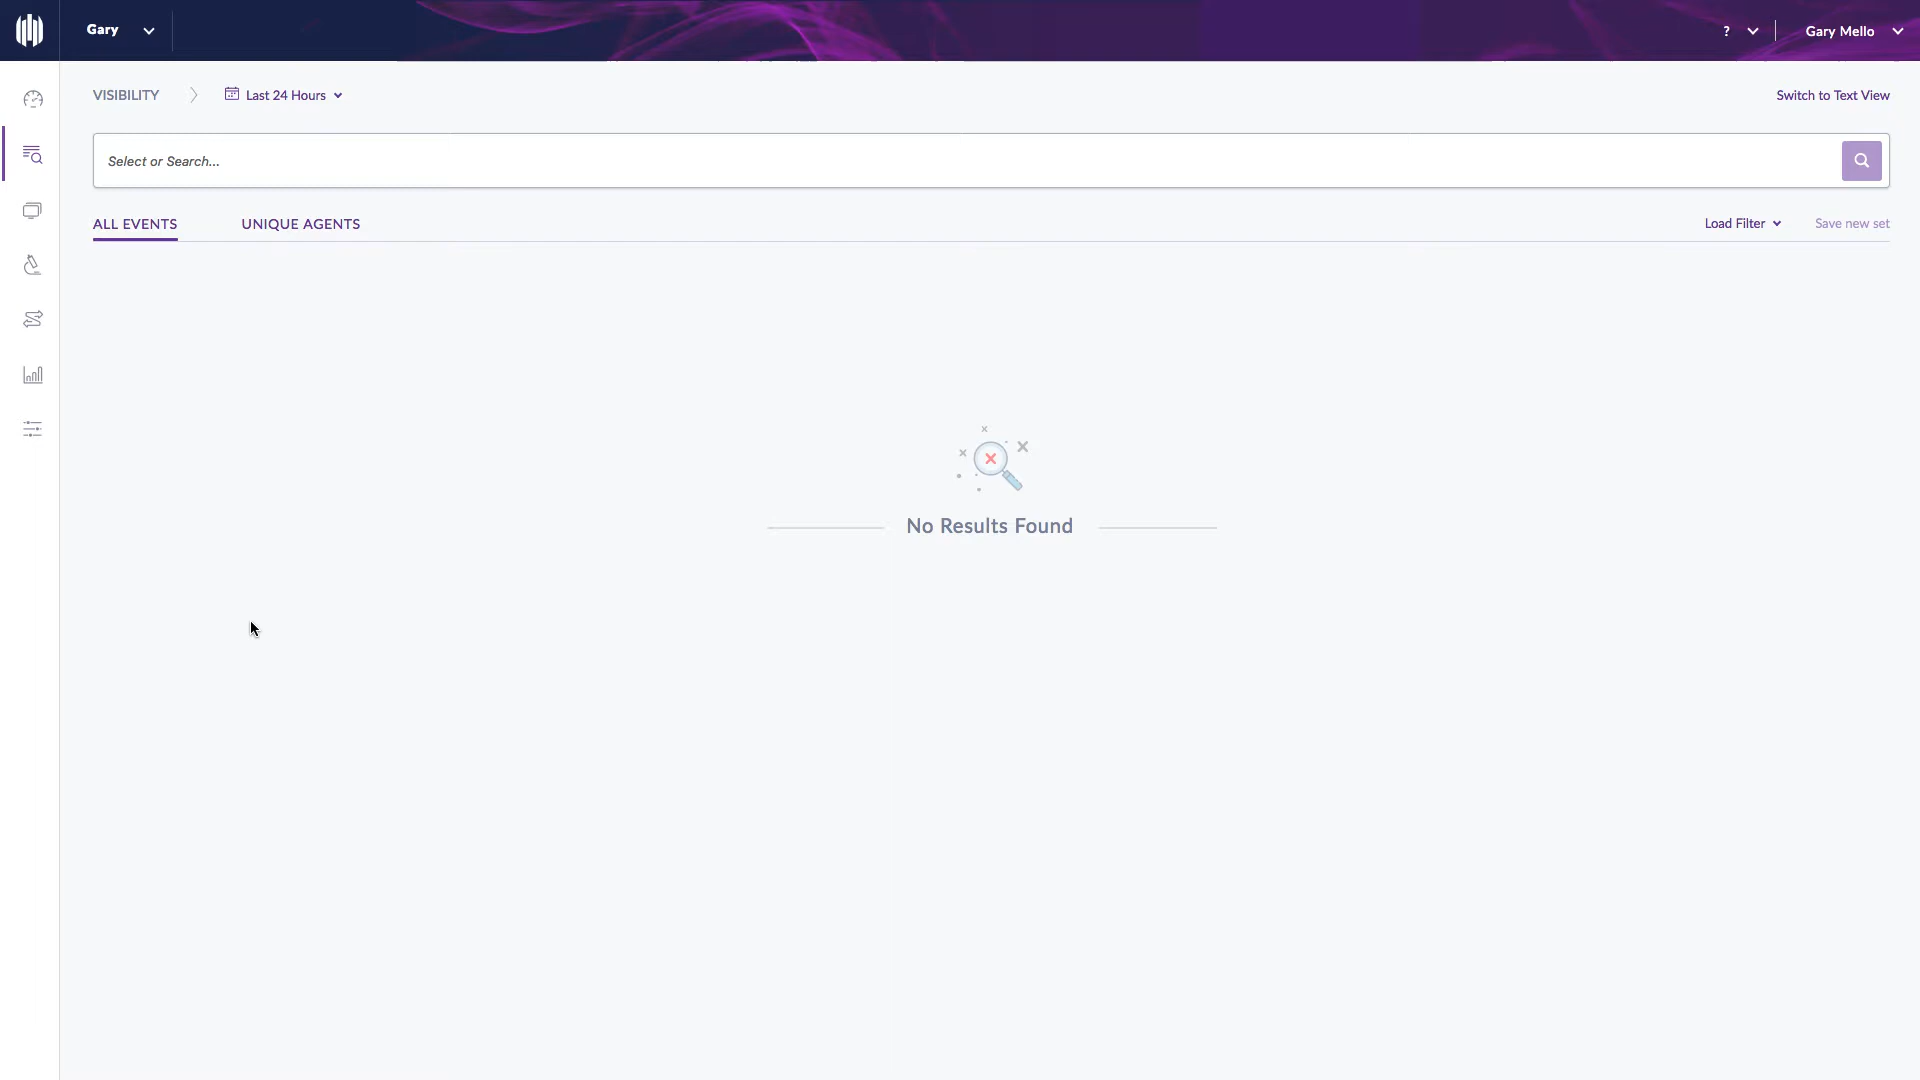 Gary
?
Gary Mello
VISIBILITY
Last 24 Hours
Switch to Text View
Select or Search...
ALL EVENTS
UNIQUE AGENTS
Load Filter
Save new set
No Results Found